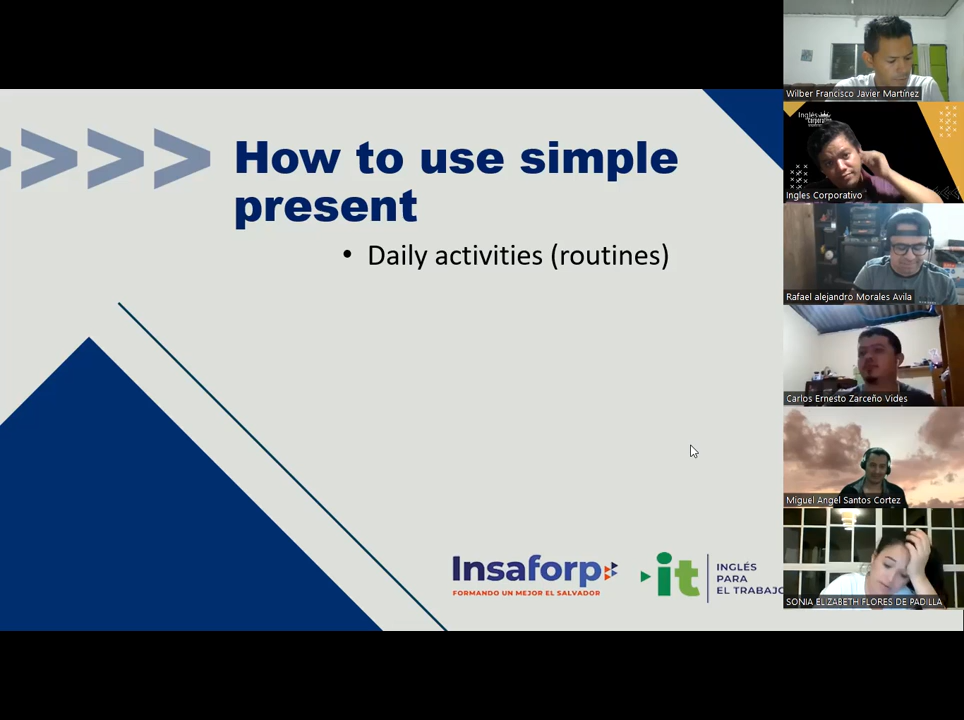 How to use simple
present
• Daily activities (routines)
Insaforp
FORMANDO UN MEJOR EL SALVADOR
it
INGLÉS
PARA
EL TRABAJO
Wilber Francisco Javier Martínez
Inglés
Corporativo
Ingles Corporativo
Rafael alejandro Morales Avila
Carlos Ernesto Zarceño Vides
Miguel Angel Santos Cortez
SONIA ELIZABETH FLORES DE PADILLA